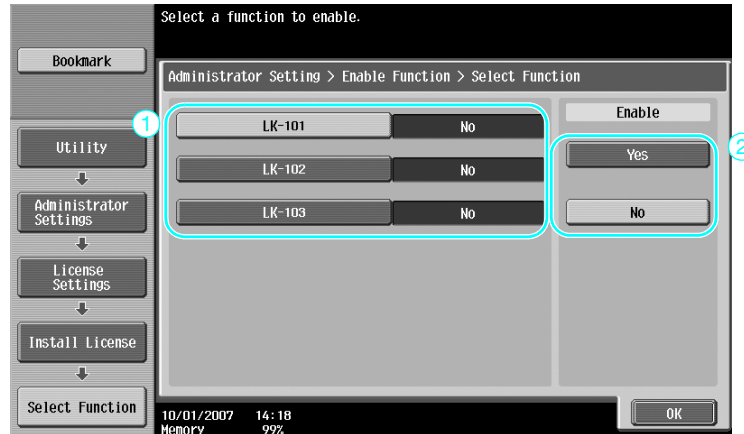 Select a function to enable.
Bookmark
Administrator Setting > Enable Function > Select Function
1
LK-101
No
Enable
Utility
Yes
2
LK-102
No
Administrator
Settings
LK-103
No
No
License
Settings
Install License
Select Function
10/01/2007 14:18
Memory 99%
OK